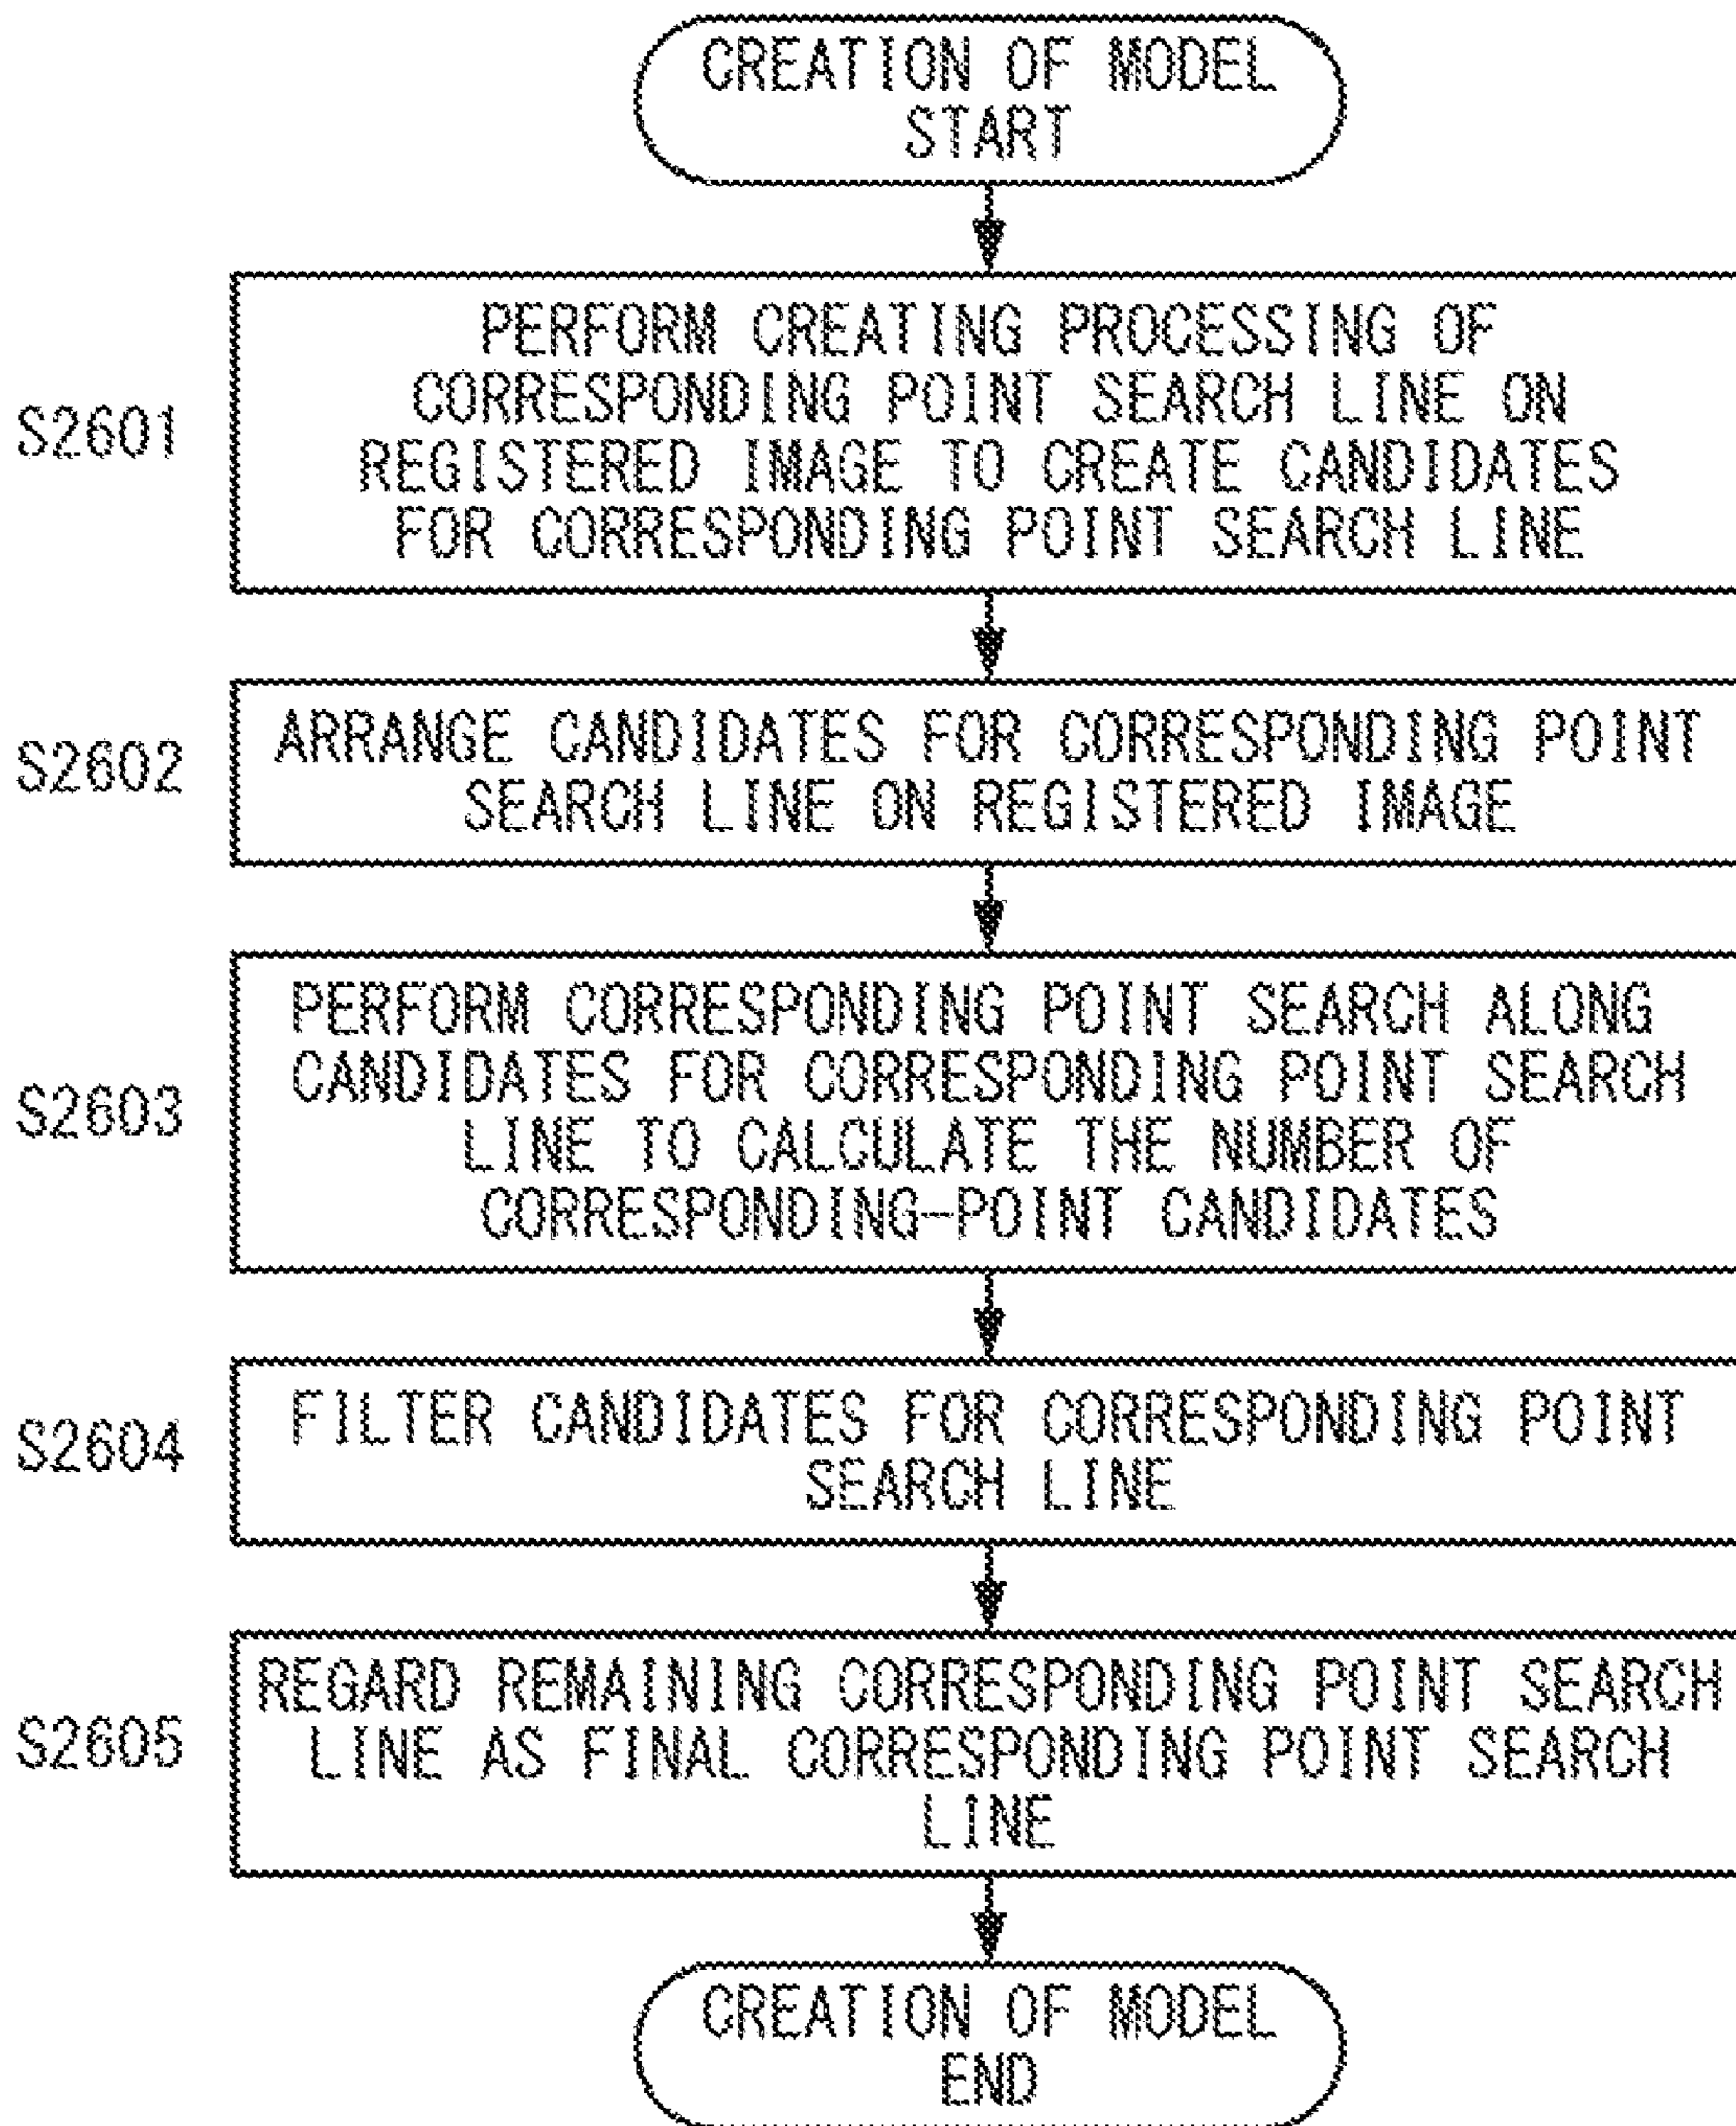 CREATION OF MODEL
START
S2601
PERFORM CREATING PROCESSING OF
CORRESPONDING POINT SEARCH LINE ON
REGISTERED IMAGE TO CREATE CANDIDATES
FOR CORRESPONDING POINT SEARCH LINE
S2602
ARRANGE CANDIDATES FOR CORRESPONDING POINT
SEARCH LINE ON REGISTERED IMAGE
S2603
PERFORM CORRESPONDING POINT SEARCH ALONG
CANDIDATES FOR CORRESPONDING POINT SEARCH
LINE TO CALCULATE THE NUMBER OF
CORRESPONDING-POINT CANDIDATES
S2604
FILTER CANDIDATES FOR CORRESPONDING POINT
SEARCH LINE
S2605
REGARD REMAINING CORRESPONDING POINT SEARCH
LINE AS FINAL CORRESPONDING POINT SEARCH
LINE
CREATION OF MODEL
END